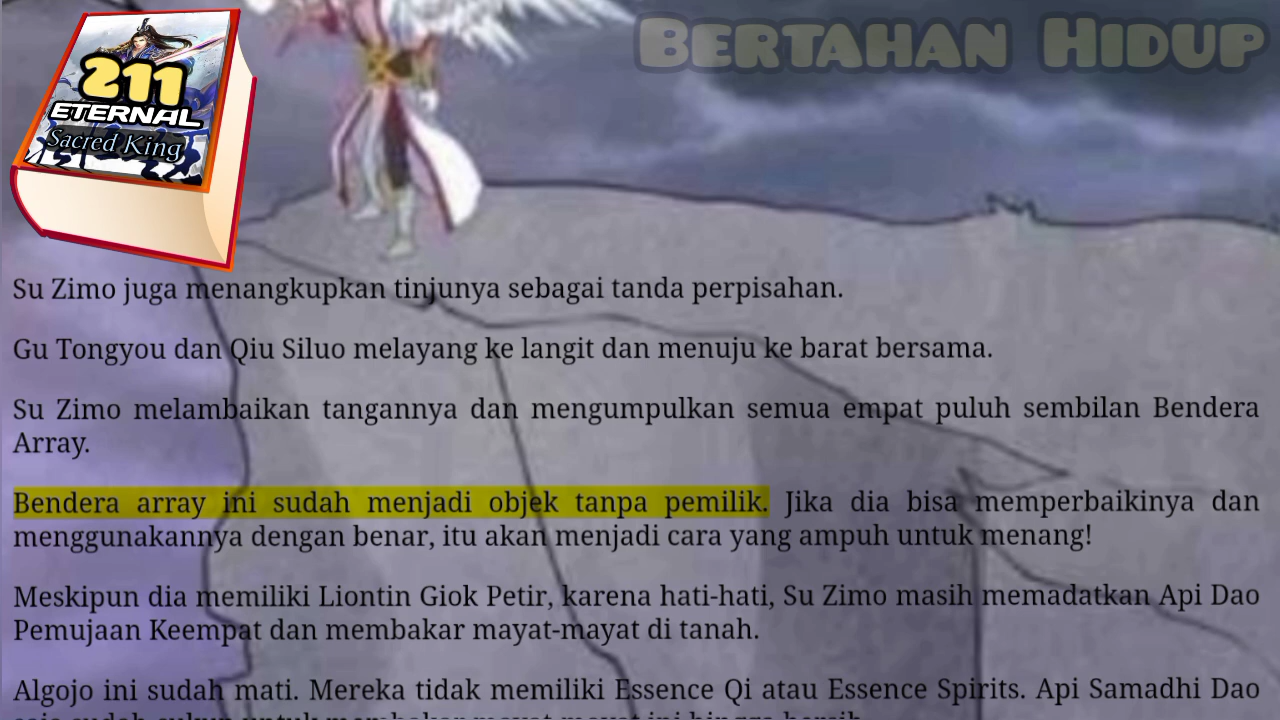 BERTAHAN HIDUP
211
ETERNAL
Sacred King
Su Zimo juga menangkupkan tinjunya sebagai tanda perpisahan.
Gu Tongyou dan Qiu Siluo melayang ke langit dan menuju ke barat bersama.
Su Zimo melambaikan tangannya dan mengumpulkan semua empat puluh sembilan Bendera
Array.
Bendera array ini sudah menjadi objek tanpa pemilik. Jika dia bisa memperbaikinya dan
menggunakannya dengan benar, itu akan menjadi cara yang ampuh untuk menang!
Meskipun dia memiliki Liontin Giok Petir, karena hati-hati, Su Zimo masih memadatkan Api Dao
Pemujaan Keempat dan membakar mayat-mayat di tanah.
Algojo ini sudah mati. Mereka tidak memiliki Essence Qi atau Essence Spirits. Api Samadhi Dao